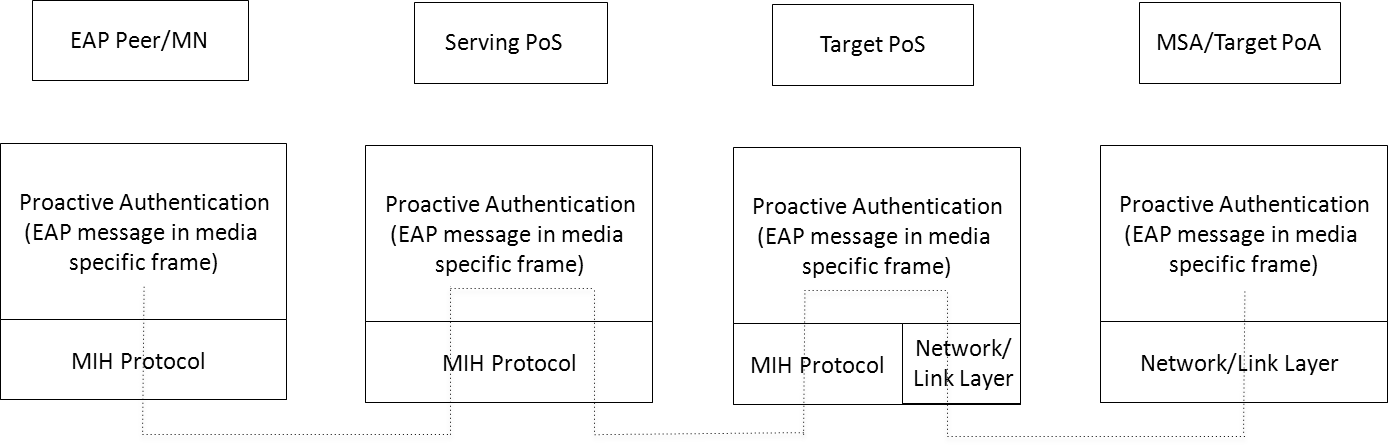 EAP Peer/MN
Serving PoS
Target PoS
MSA/Target PoA
Proactive Authentication
(EAP message in media
specific frame)
MIH Protocol
Proactive Authentication
(EAP message in media
specific frame)
MIH Protocol
Proactive Authentication
(EAP message in media
specific frame)
MIH Protocol
Network/
Link Layer
Proactive Authentication
(EAP message in media
specific frame)
Network/Link Layer